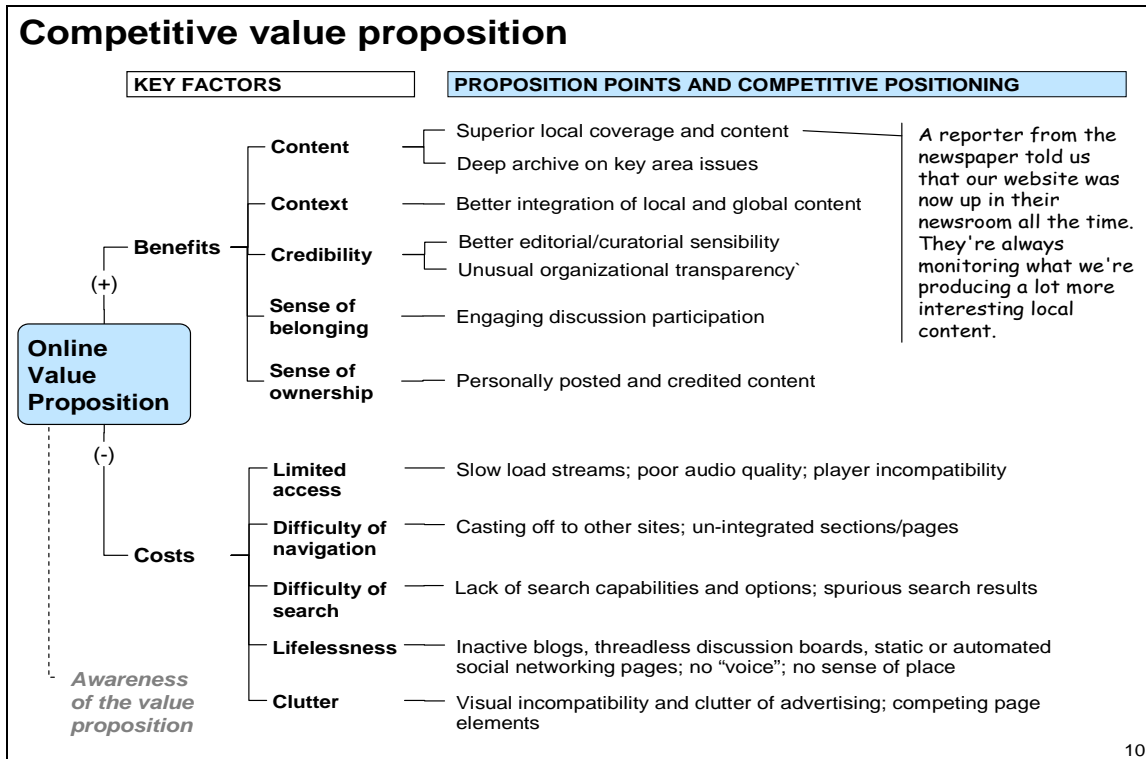 Competitive value proposition
KEY FACTORS
PROPOSITION POINTS AND COMPETITIVE POSITIONING
Online
Value
Proposition
(+)
Benefits
Content
Superior local coverage and content
Deep archive on key area issues
A reporter from the
newspaper told us
that our website was
now up in their
newsroom all the time.
They're always
monitoring what we're
producing a lot more
interesting local
content.
Context
Better integration of local and global content
Credibility
Better editorial/curatorial sensibility
Unusual organizational transparency`
Sense of
belonging
Engaging discussion participation
Sense of
ownership
Personally posted and credited content
(-)
Costs
Limited
access
Slow load streams; poor audio quality; player incompatibility
Difficulty of
navigation
Casting off to other sites; un-integrated sections/pages
Difficulty of
search
Lack of search capabilities and options; spurious search results
Lifelessness
Inactive blogs, threadless discussion boards, static or automated
social networking pages; no “voice”; no sense of place
Clutter
Visual incompatibility and clutter of advertising; competing page
elements
Awareness
of the value
proposition
10